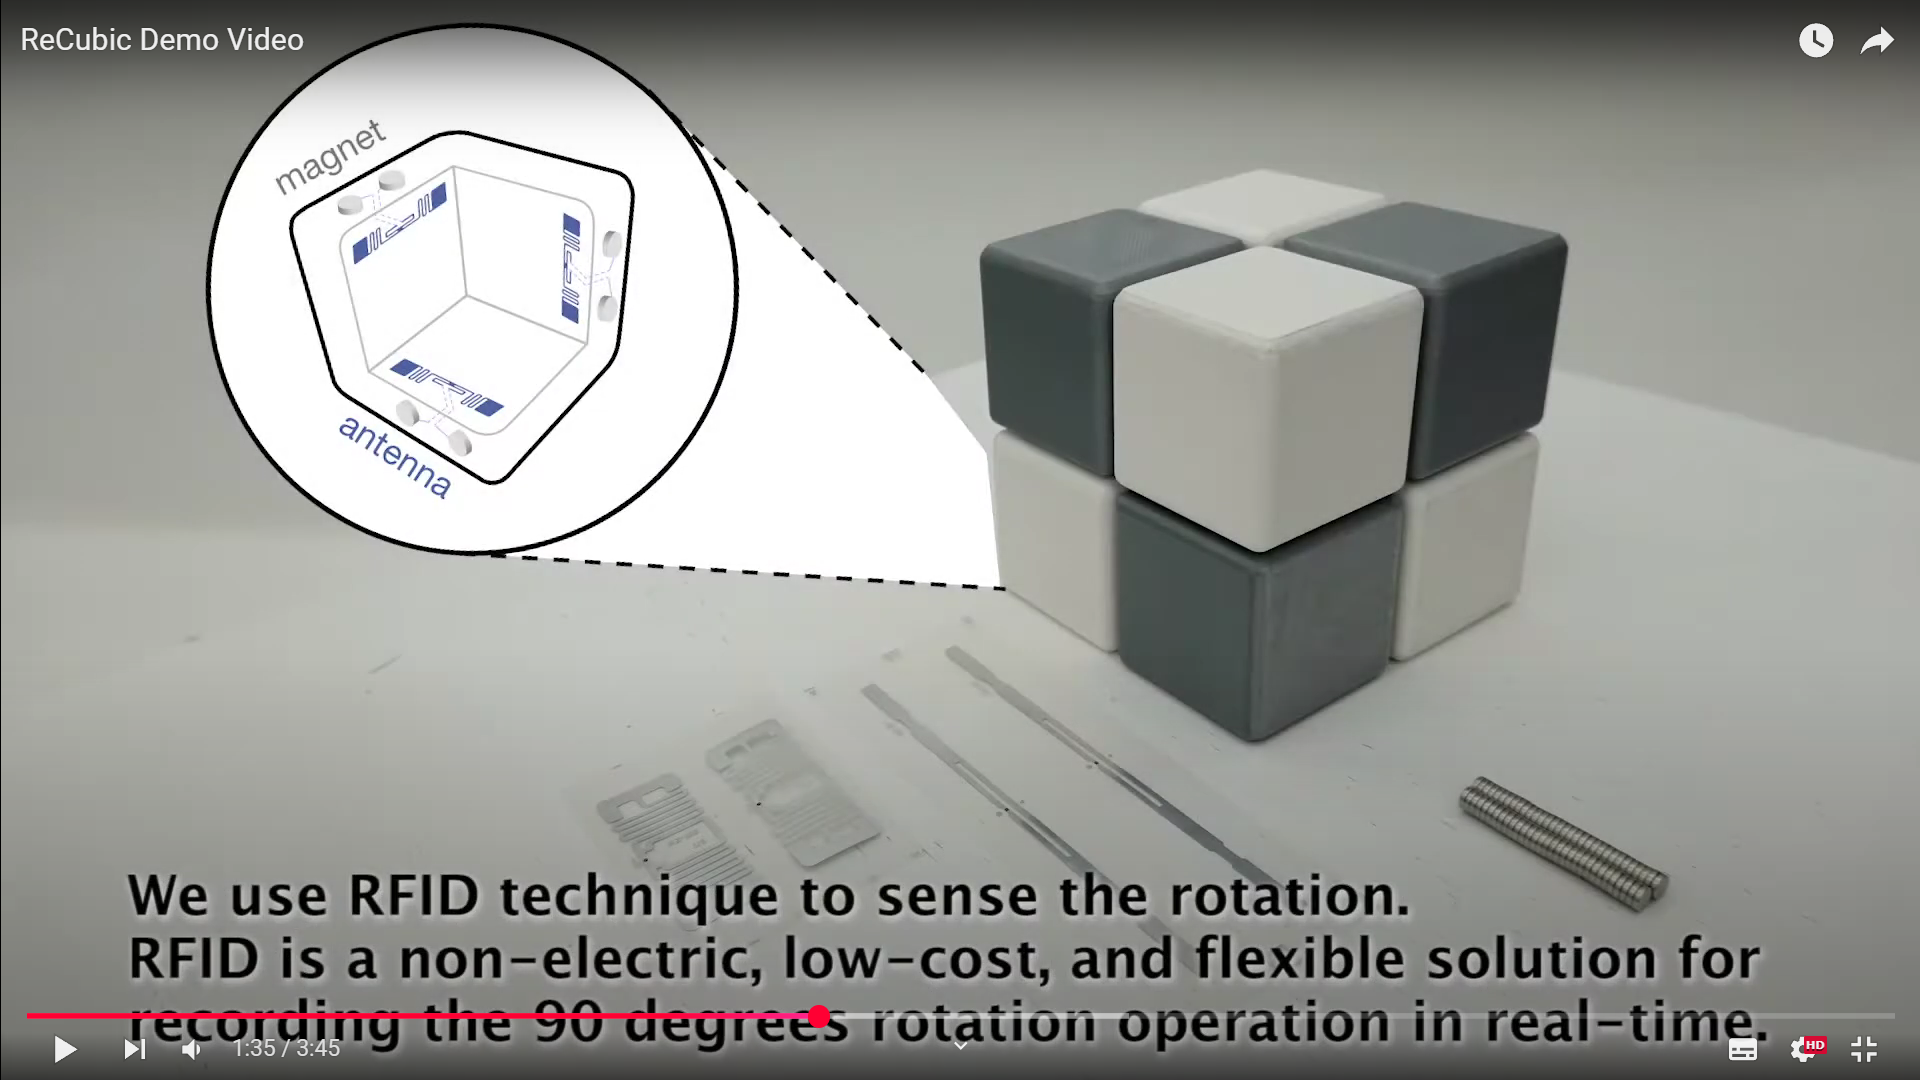 ReCubic Demo Video
magnet
antenna
We use RFID technique to sense the rotation.
RFID is a non-electric, low-cost, and flexible solution for
recording the 90 degrees rotation operation in real-time.
1:35 / 3:45
HD